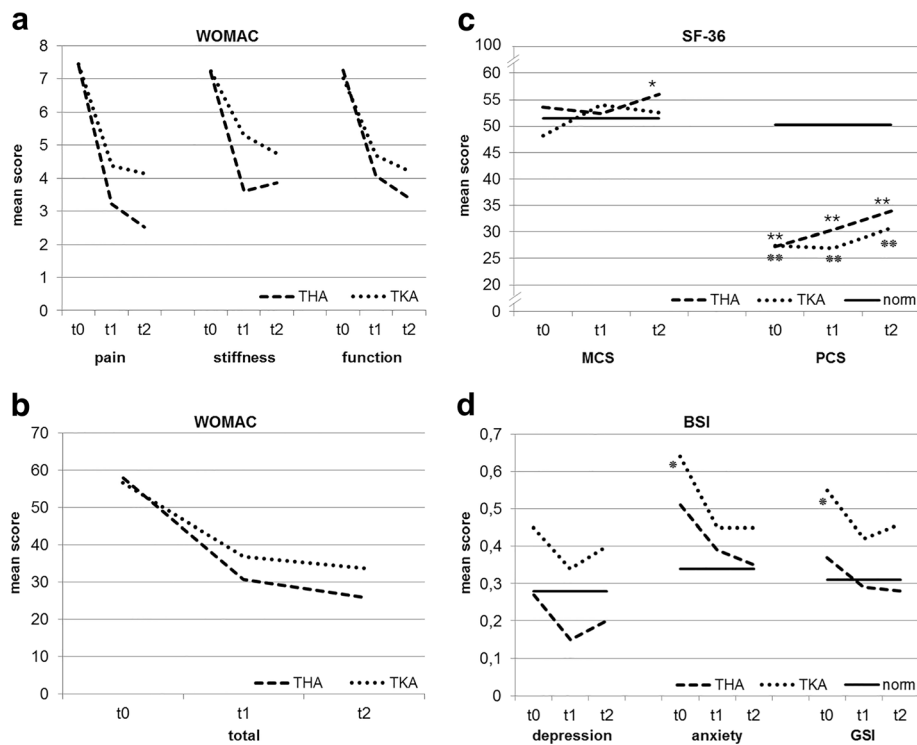 a
WOMAC
8
7
6
5
4
3
2
1
0
mean score
THA TKA
t0 t1 t2 t0 t1 t2 t0 t1 t2
pain stiffness function
b
WOMAC
70
60
50
40
30
20
10
0
mean score
THA TKA
t0 t1 t2
total
c
SF-36
100
60
55
50
45
40
35
30
25
20
0
mean score
*
** ** **
** ** **
THA TKA norm
t0 t1 t2 t0 t1 t2
MCS PCS
d
BSI
0,7
0,6
0,5
0,4
0,3
0,2
0,1
0
mean score
* *
THA TKA norm
t0 t1 t2 t0 t1 t2 t0 t1 t2
depression anxiety GSI